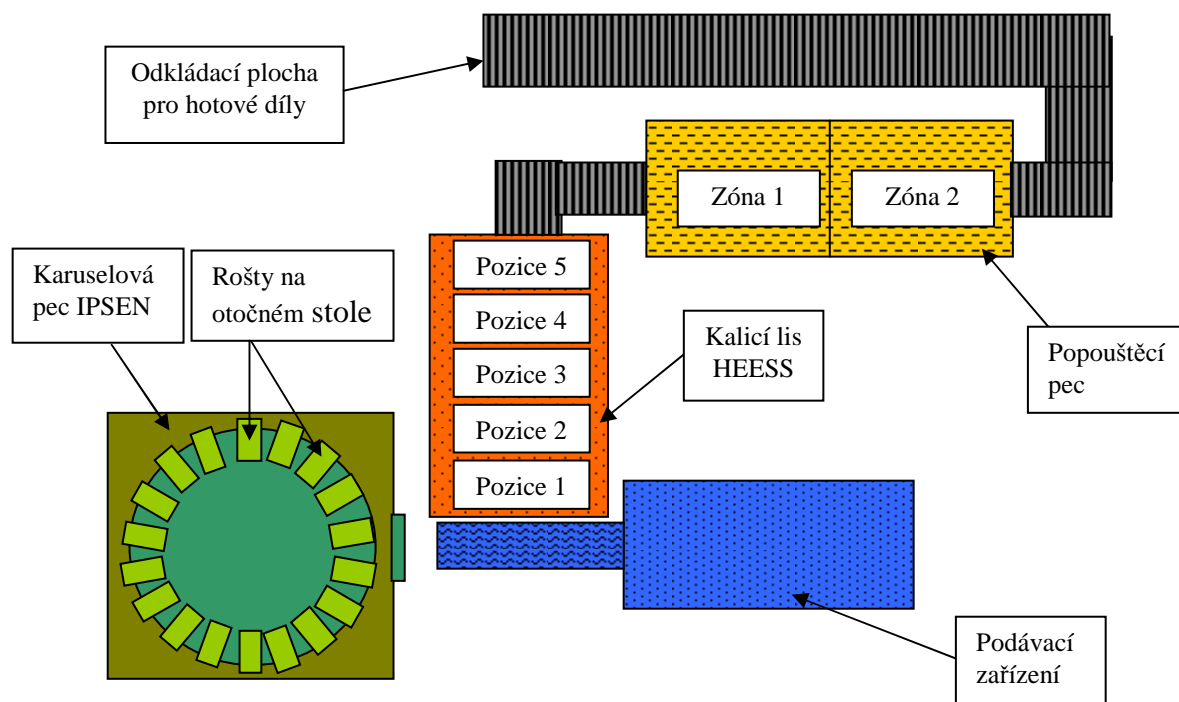 Odkládací plocha
pro hotové díly
Zóna 1
Zóna 2
Karuselová
pec IPSEN
Rošty na
otočném stole
Pozice 5
Pozice 4
Pozice 3
Pozice 2
Pozice 1
Kalicí lis
HEESS
Popouštěcí
pec
Podávací
zařízení